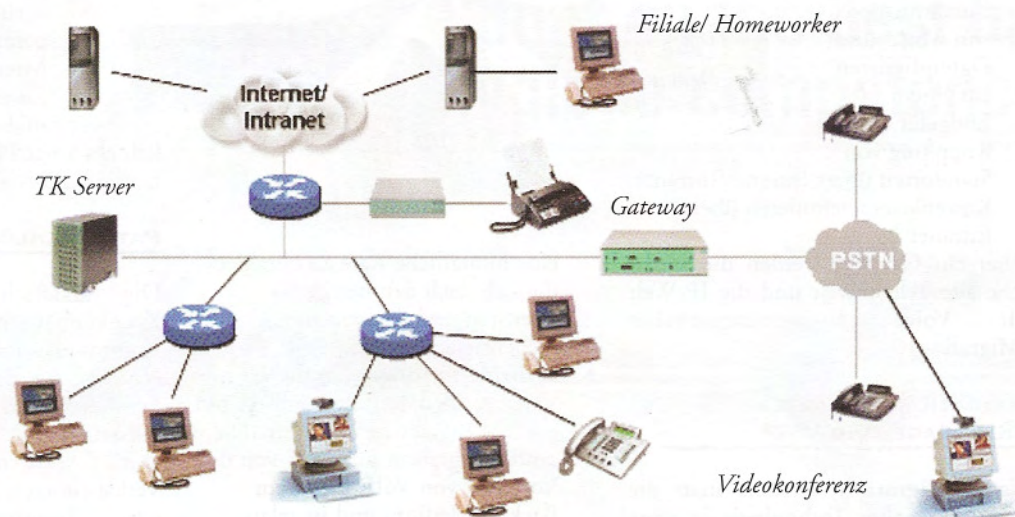 Filiale/ Homeworker
Internet/
Intranet
TK Server
Gateway
PSTN
Videokonferenz